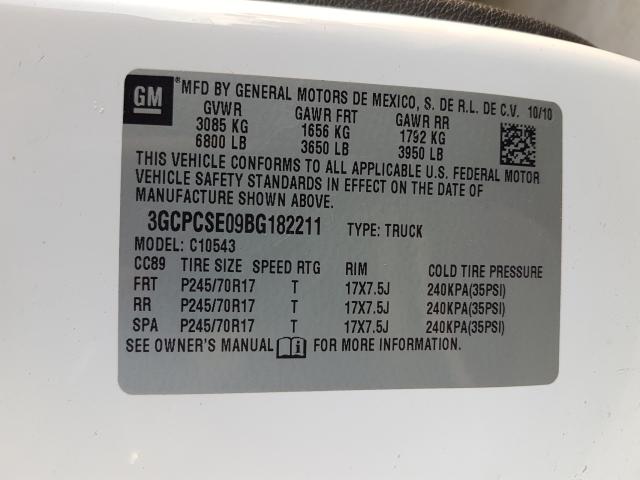 GM ®MFD BY GENERAL MOTORS DE MEXICO, S. DE R.L. DE C.V. 10/10
GVWR GAWR FRT GAWR RR
3085 KG 1656 KG 1792 KG
6800 LB 3650 LB 3950 LB
THIS VEHICLE CONFORMS TO ALL APPLICABLE U.S. FEDERAL MOTOR
VEHICLE SAFETY STANDARDS IN EFFECT ON THE DATE OF
MANUFACTURE SHOWN ABOVE.
3GCPCSE09BG182211 TYPE: TRUCK
MODEL: C10543
CC89 TIRE SIZE SPEED RTG RIM COLD TIRE PRESSURE
FRT P245/70R17 T 17X7.5J 240KPA(35PSI)
RR P245/70R17 T 17X7.5J 240KPA(35PSI)
SPA P245/70R17 T 17X7.5J 240KPA(35PSI)
SEE OWNER'S MANUAL i FOR MORE INFORMATION.